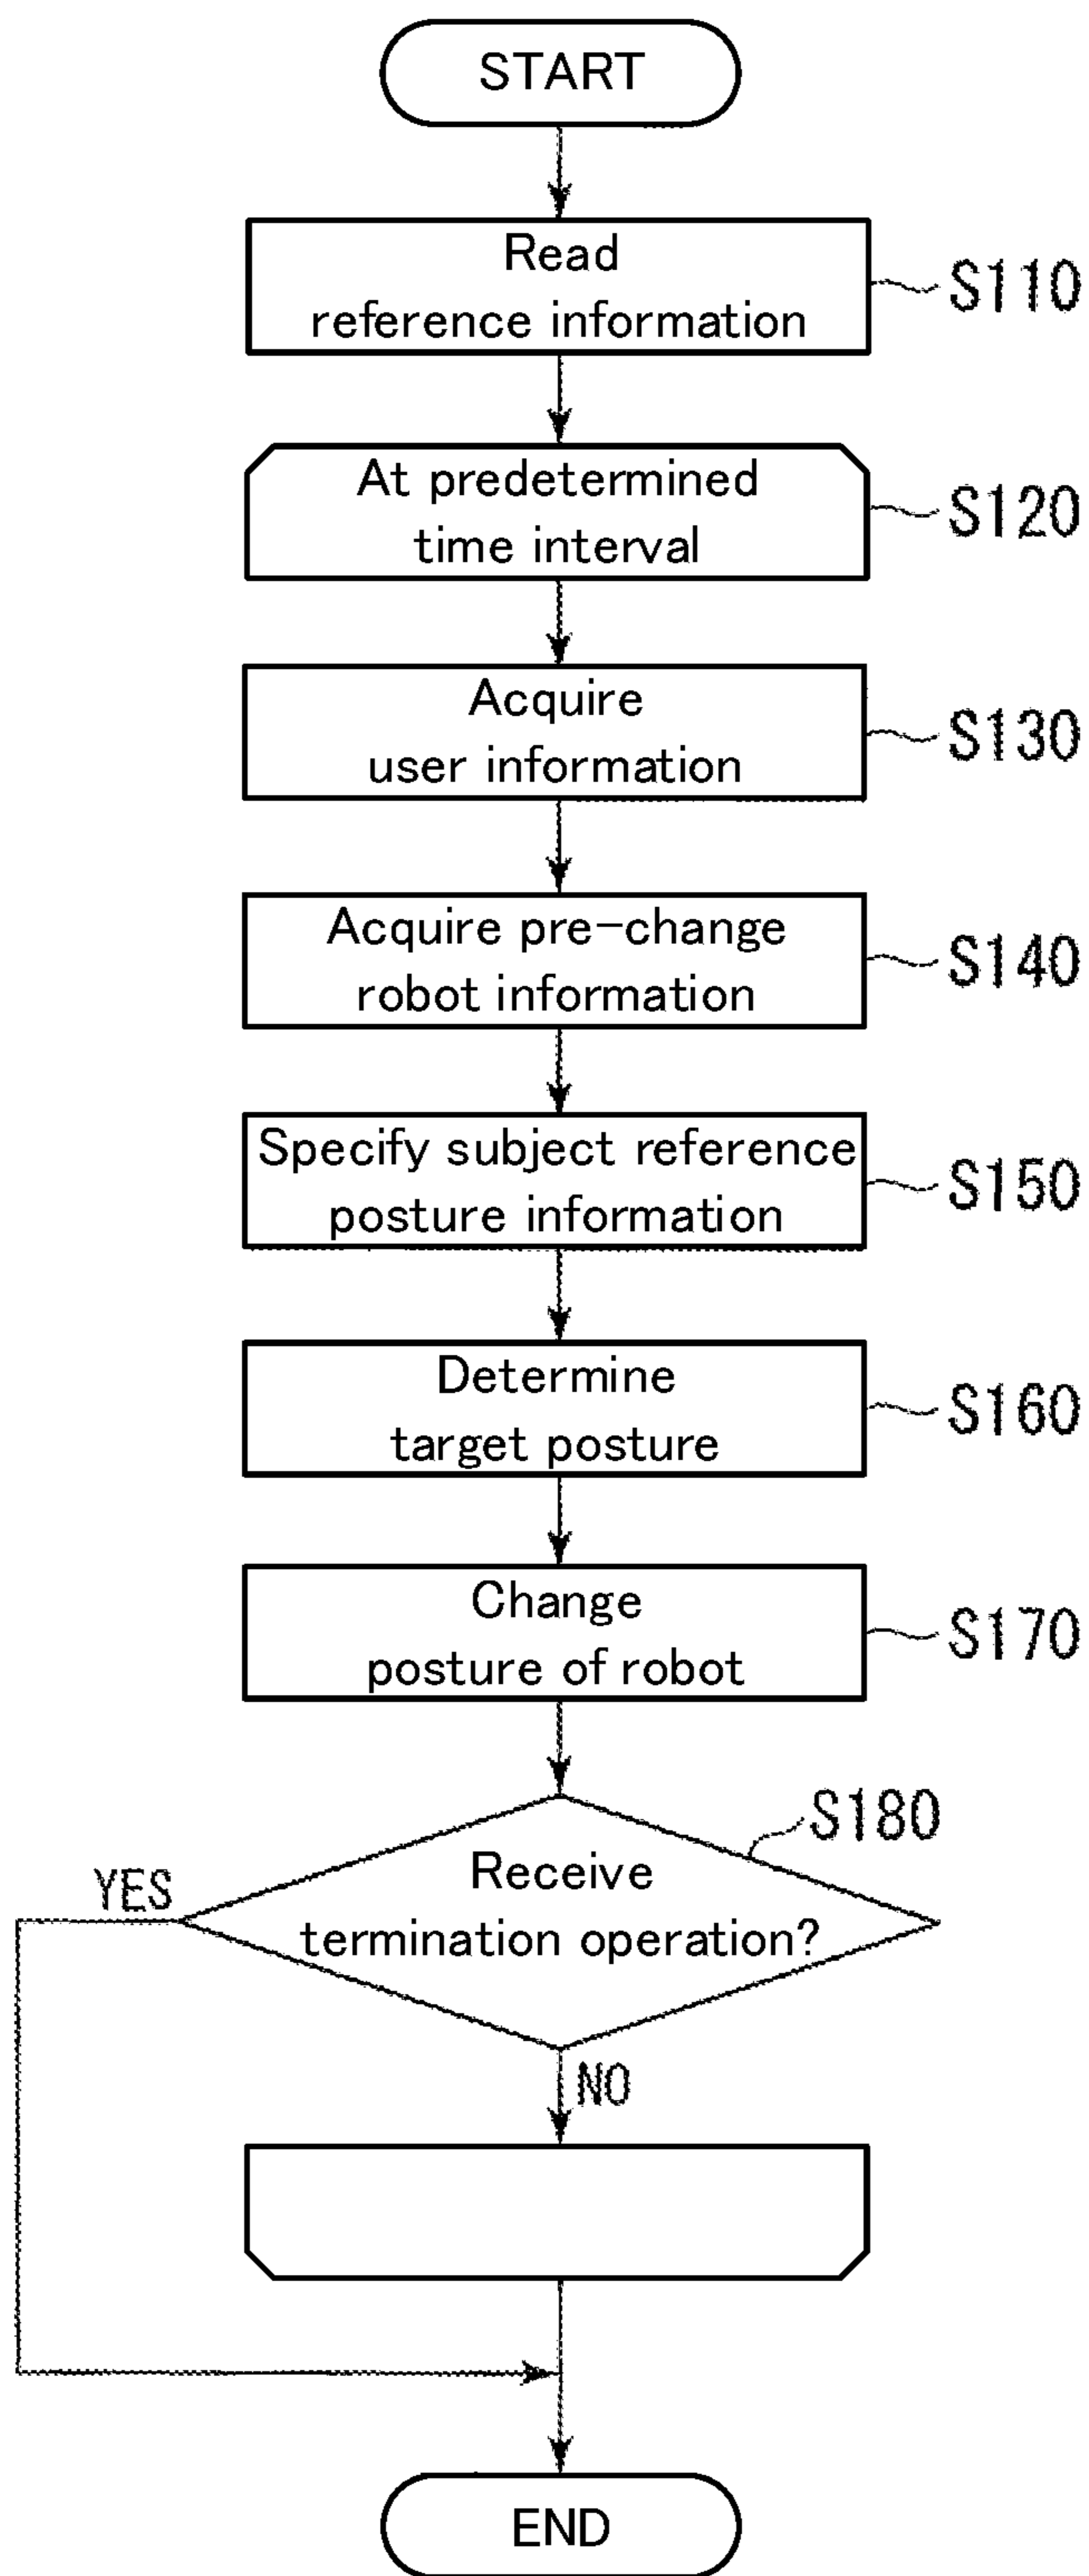 START
Read
reference information
S110
At predetermined
time interval
S120
Acquire
user information
S130
Acquire pre-change
robot information
S140
Specify subject reference
posture information
S150
Determine
target posture
S160
Change
posture of robot
S170
S180
Receive
termination operation?
YES
NO
END